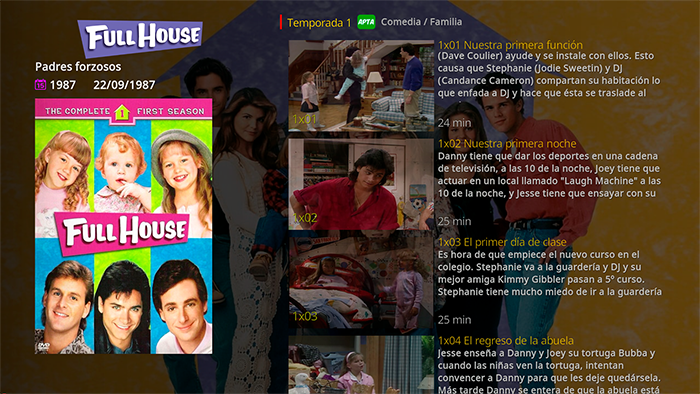 FULL HOUSE
Padres forzosos
15 1987 22/09/1987
THE COMPLETE 1 FIRST SEASON
FULL HOUSE
DVD
Temporada 1 APTA Comedia / Familia
1x01
1x01 Nuestra primera función
(Dave Coulier) ayude y se instale con ellos. Esto
causa que Stephanie (Jodie Sweetin) y DJ
(Candance Cameron) compartan su habitación lo
que enfada a DJ y hace que ésta se traslade al
24 min
1x02
1x02 Nuestra primera noche
Danny tiene que dar los deportes en una cadena
de televisión, a las 10 de la noche, Joey tiene que
actuar en un local llamado "Laugh Machine" a las
10 de la noche, y Jesse tiene que ensayar con su
25 min
1x03
1x03 El primer día de clase
Es hora de que empiece el nuevo curso en el
colegio. Stephanie va a la guardería y DJ y su
mejor amiga Kimmy Gibbler pasan a 5º curso.
Stephanie tiene mucho miedo de ir a la guardería
25 min
1x04 El regreso de la abuela
Jesse enseña a Danny y Joey su tortuga Bubba y
cuando las niñas ven la tortuga, intentan
convencer a Danny para que les deje quedársela.
Más tarde Danny se entera de que la abuela está